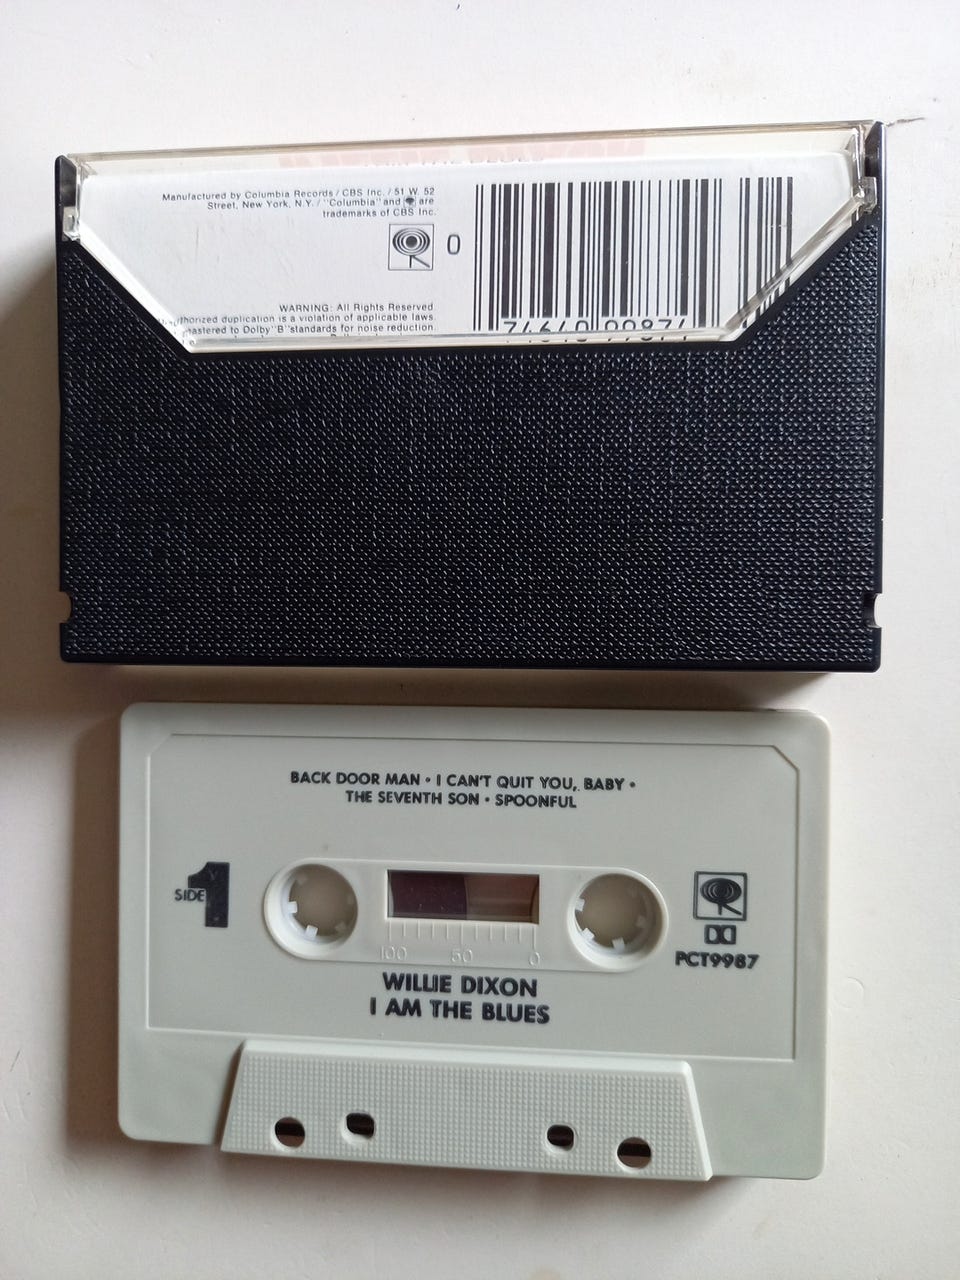 Manufactured by Columbia Records / CBS Inc. / 51 W. 52
Street, New York, N.Y. / "Columbia" and are
trademarks of CBS Inc.
0
WARNING: All Rights Reserved.
duplication is a violation of applicable laws.
mastered to Dolby "B" standards for noise reduction.
74640 99874
BACK DOOR MAN • I CAN'T QUIT YOU, BABY •
THE SEVENTH SON • SPOONFUL
SIDE 1
100 50 0
PCT9987
WILLIE DIXON
I AM THE BLUES